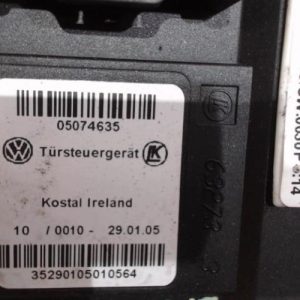 05074635
Türsteuergerät
Kostal Ireland
10 / 0010 - 29.01.05
35290105010564